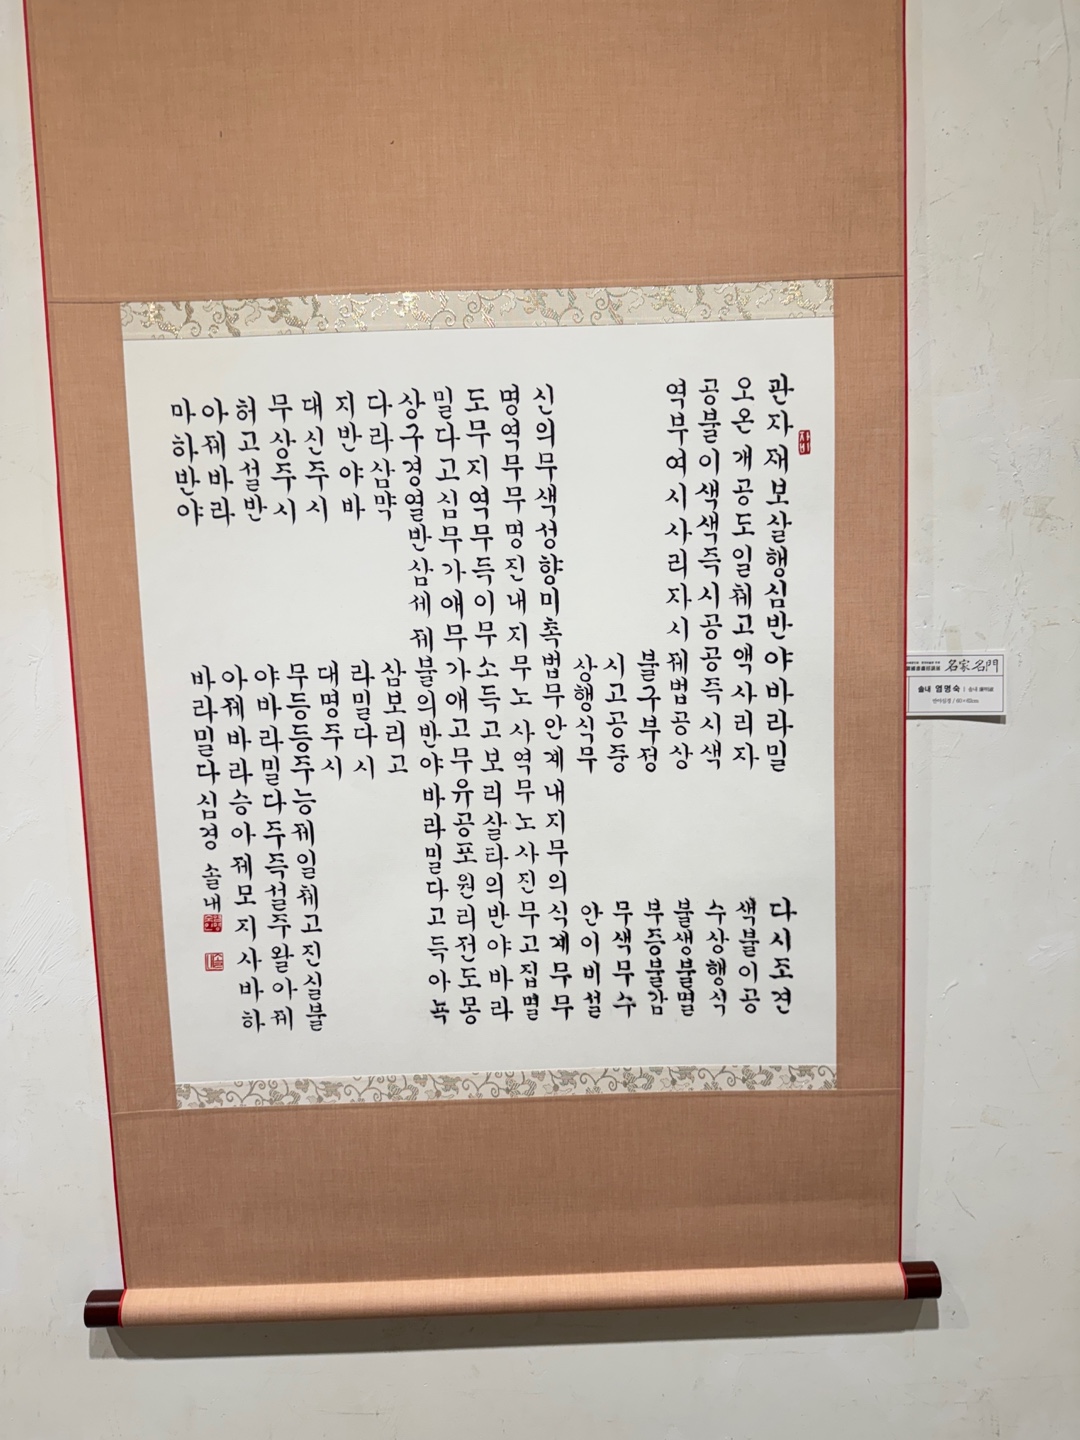 관자재보살행심반야바라밀 다시조견
오온개공도일체고액사리자 색불이공
공불이색색즉시공공즉시색 수상행식
역부여시사리자시제법공상 불생불멸
불구부정 부증불감
시고공중 무색무수
상행식무 안이비설
신의무색성향미촉법무안계내지무의식계무무
명역무무명진내지무노사역무노사진무고집멸
도무지역무득이무소득고보리살타의반야바라
밀다고심무가애무가애고무유공포원리전도몽
상구경열반삼세제불의반야바라밀다고득아뇩
다라삼먁 삼보리고
지반야바 라밀다시
대신주시 대명주시
무상주시 무등등주능제일체고진실불
허고설반 야바라밀다주즉설주왈아제
아제바라 아제바라승아제모지사바하
마하반야 바라밀다심경 솔내
名家名門
솔내 염명숙
반야심경